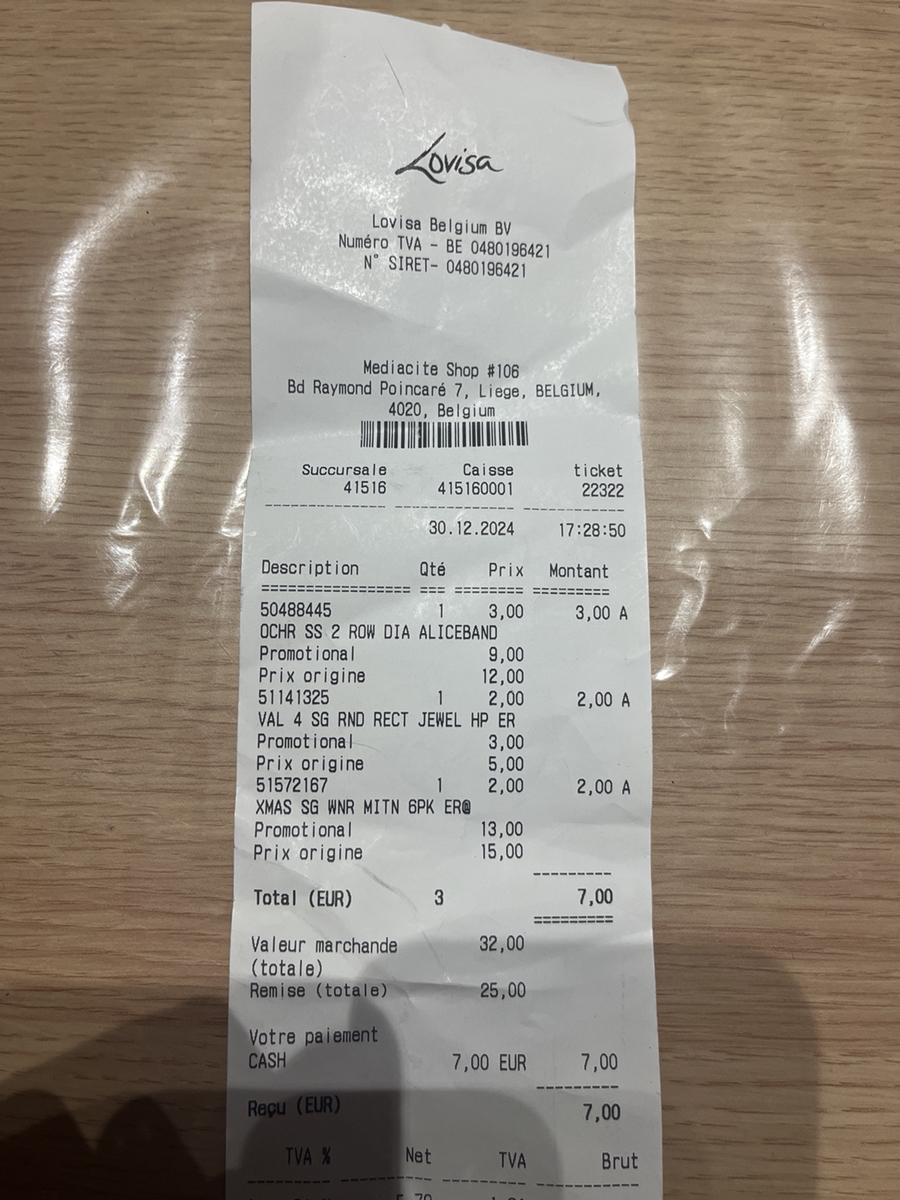 Lovisa
Lovisa Belgium BV
Numéro TVA - BE 0480196421
N° SIRET- 0480196421
Mediacite Shop #106
Bd Raymond Poincaré 7, Liege, BELGIUM,
4020, Belgium
Succursale Caisse ticket
41516 415160001 22322
30.12.2024 17:28:50
Description Qté Prix Montant
50488445 1 3,00 3,00 A
OCHR SS 2 ROW DIA ALICEBAND
Promotional 9,00
Prix origine 12,00
51141325 1 2,00 2,00 A
VAL 4 SG RND RECT JEWEL HP ER
Promotional 3,00
Prix origine 5,00
51572167 1 2,00 2,00 A
XMAS SG WNR MITN 6PK ER@
Promotional 13,00
Prix origine 15,00
Total (EUR) 3 7,00
Valeur marchande 32,00
(totale)
Remise (totale) 25,00
Votre paiement
CASH 7,00 EUR 7,00
Reçu (EUR) 7,00
TVA % Net TVA Brut